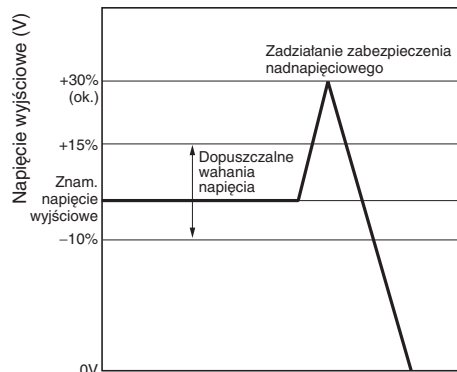 Napięcie wyjściowe (V)
Zadziałanie zabezpieczenia
nadnapięciowego
+30%
(ok.)
+15%
Dopuszczalne
wahania
napięcia
Znam.
napięcie
wyjściowe
–10%
0V